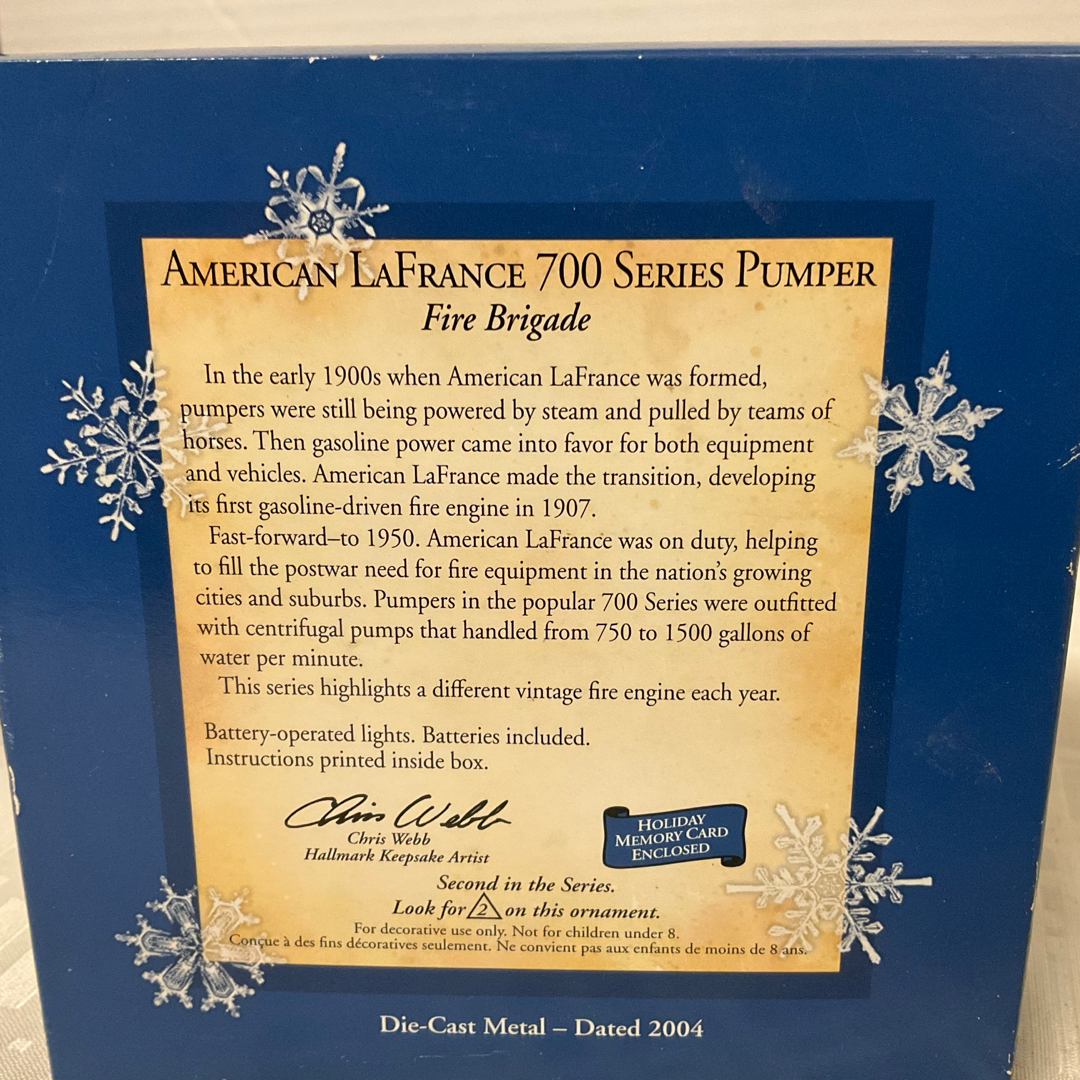 American LaFrance 700 Series Pumper
Fire Brigade
In the early 1900s when American LaFrance was formed,
pumpers were still being powered by steam and pulled by teams of
horses. Then gasoline power came into favor for both equipment
and vehicles. American LaFrance made the transition, developing
its first gasoline-driven fire engine in 1907.
Fast-forward–to 1950. American LaFrance was on duty, helping
to fill the postwar need for fire equipment in the nation's growing
cities and suburbs. Pumpers in the popular 700 Series were outfitted
with centrifugal pumps that handled from 750 to 1500 gallons of
water per minute.
This series highlights a different vintage fire engine each year.
Battery-operated lights. Batteries included.
Instructions printed inside box.
Chris Webb
Chris Webb
Hallmark Keepsake Artist
Holiday
Memory Card
Enclosed
Second in the Series.
Look for 2 on this ornament.
For decorative use only. Not for children under 8.
Conçue à des fins décoratives seulement. Ne convient pas aux enfants de moins de 8 ans.
Die-Cast Metal – Dated 2004